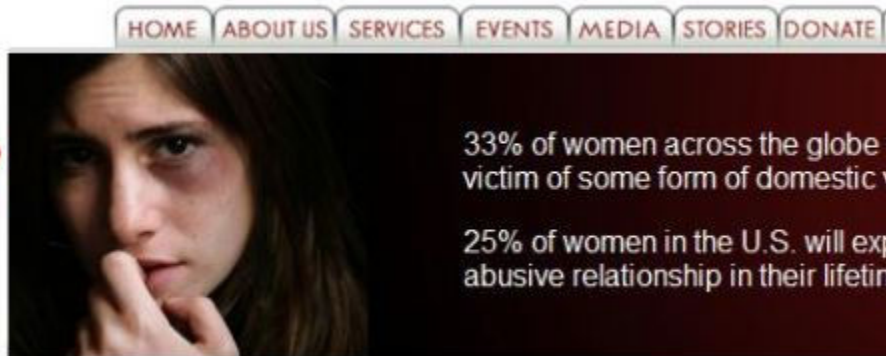 HOME ABOUT US SERVICES EVENTS MEDIA STORIES DONATE
33% of women across the globe
victim of some form of domestic
25% of women in the U.S. will
abusive relationship in their